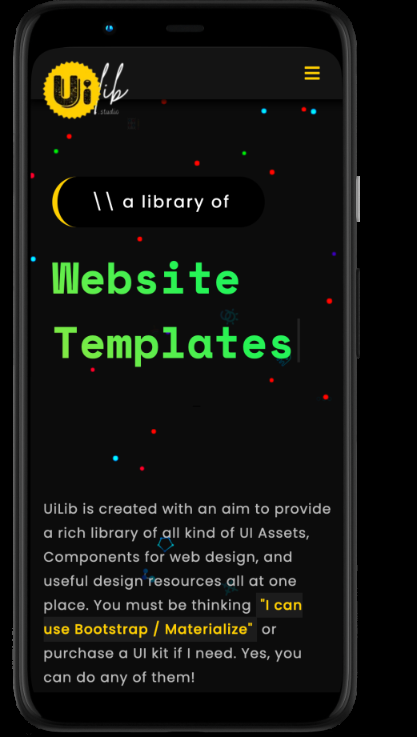 Ui lib
.studio
\\ a library of
Website
Templates
UiLib is created with an aim to provide
a rich library of all kind of UI Assets,
Components for web design, and
useful design resources all at one
place. You must be thinking "I can
use Bootstrap / Materialize" or
purchase a UI kit if I need. Yes, you
can do any of them!